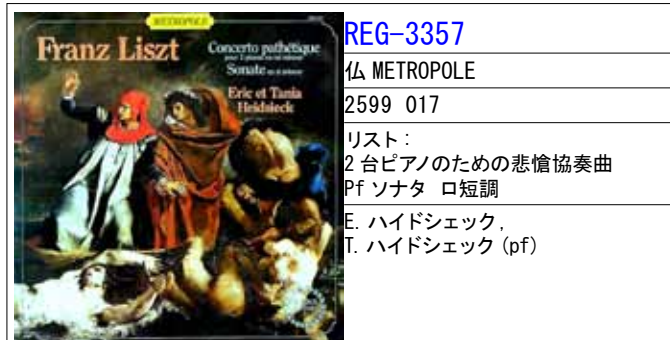 METROPOLE
Franz Liszt
Concerto pathétique
Sonate
Eric et Tania
Heidsieck
REG-3357
仏 METROPOLE
2599 017
リスト:
2台ピアノのための悲愴協奏曲
Pf ソナタ ロ短調
E. ハイドシェック,
T. ハイドシェック (pf)